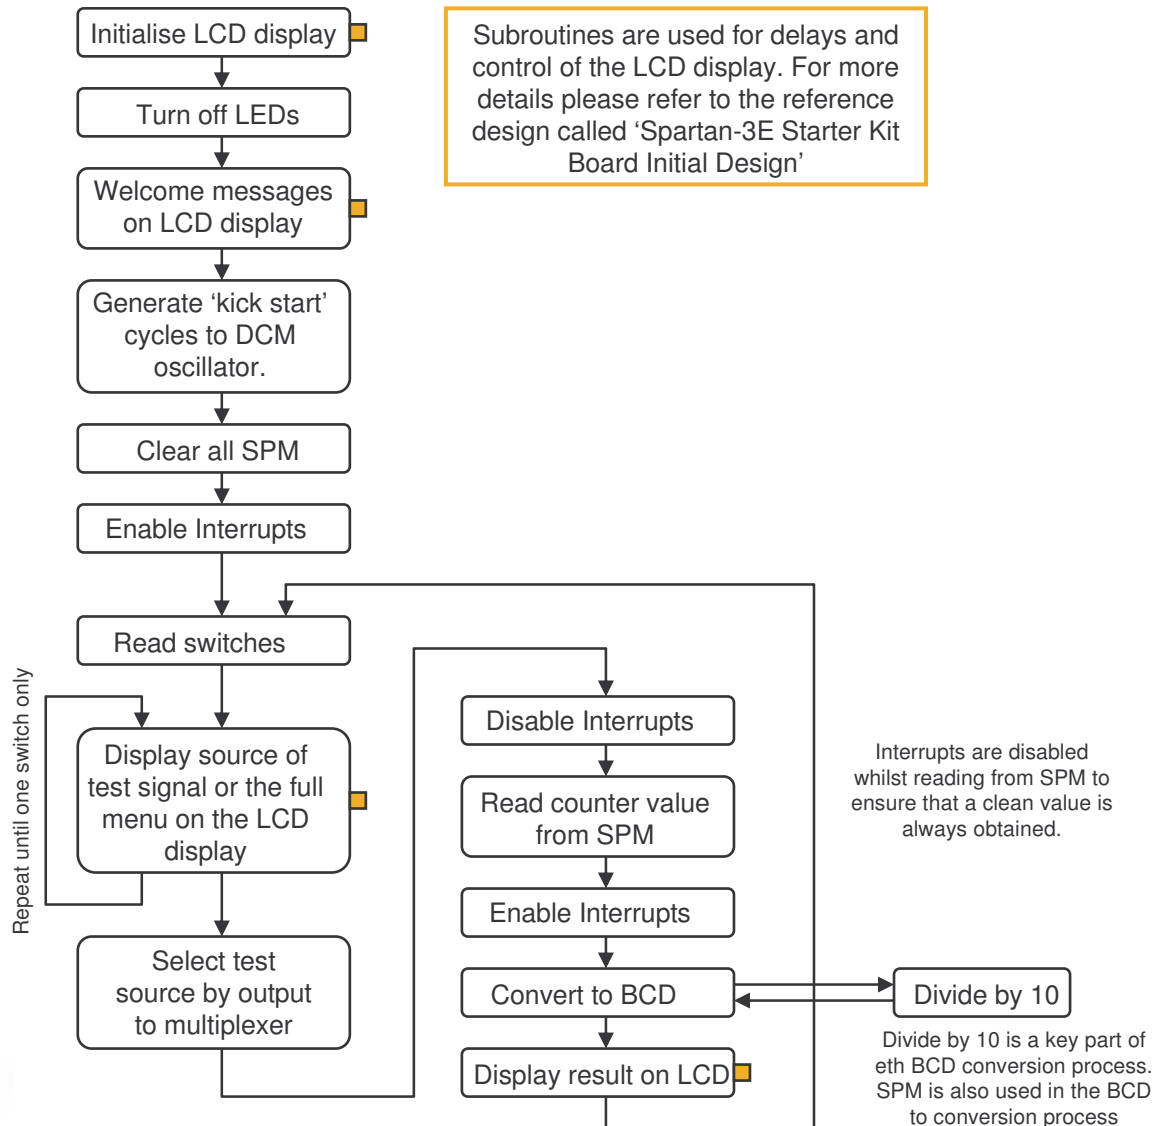 Initialise LCD display
Turn off LEDs
Welcome messages
on LCD display
Generate ‘kick start’
cycles to DCM
oscillator.
Clear all SPM
Enable Interrupts
Read switches
Repeat until one switch only
Display source of
test signal or the full
menu on the LCD
display
Select test
source by output
to multiplexer
Subroutines are used for delays and
control of the LCD display. For more
details please refer to the reference
design called ‘Spartan-3E Starter Kit
Board Initial Design’
Disable Interrupts
Read counter value
from SPM
Enable Interrupts
Convert to BCD
Display result on LCD
Interrupts are disabled
whilst reading from SPM to
ensure that a clean value is
always obtained.
Divide by 10
Divide by 10 is a key part of
eth BCD conversion process.
SPM is also used in the BCD
to conversion process